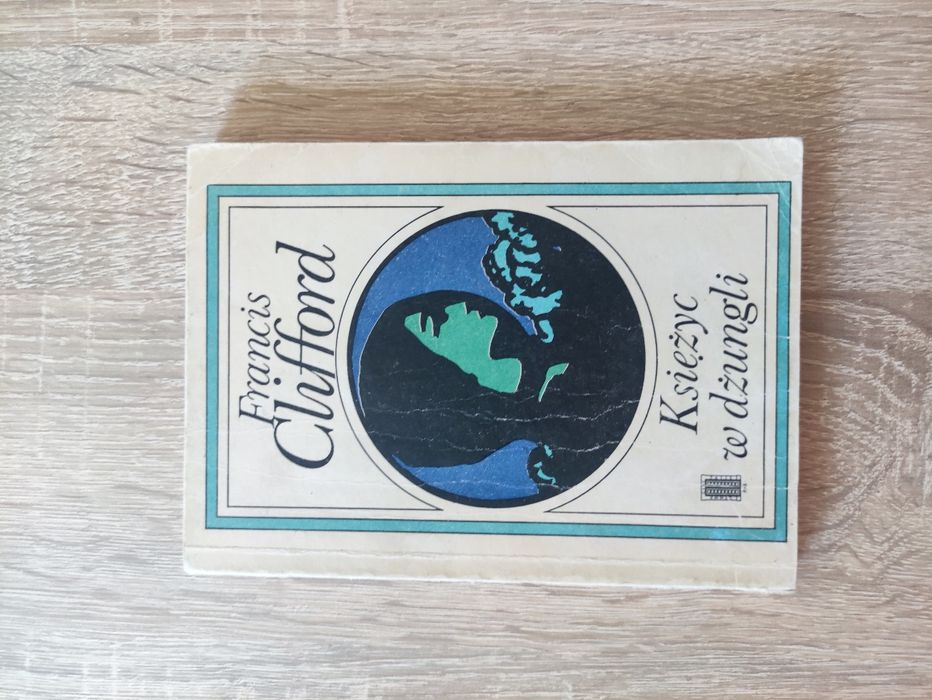 Francis
Clifford
Księżyc
w dżungli